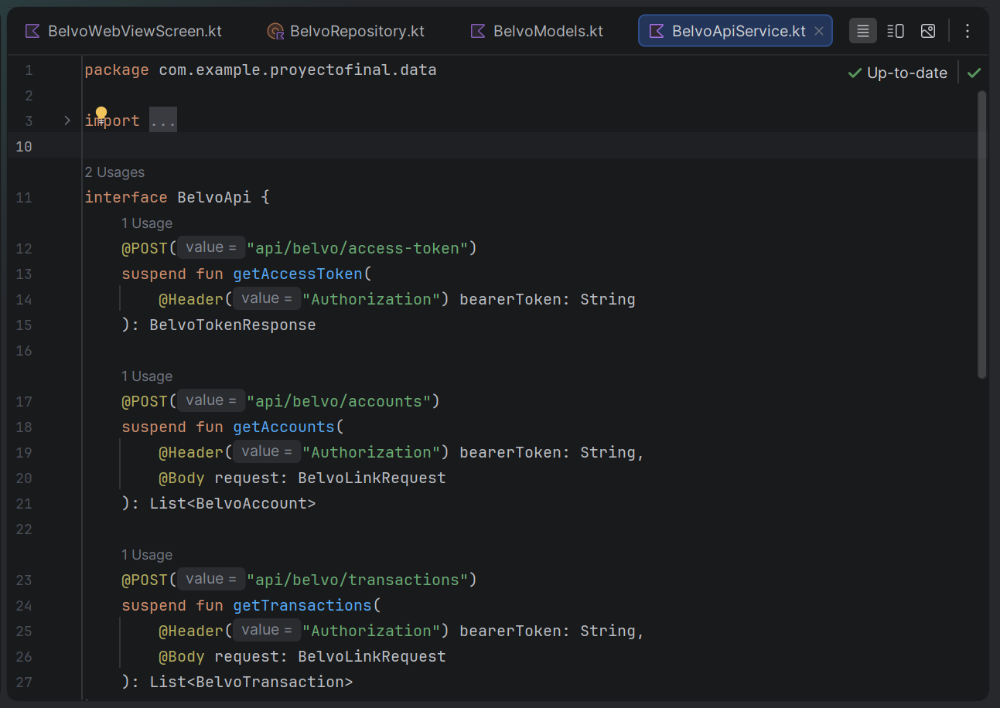 BelvoWebViewScreen.kt BelvoRepository.kt BelvoModels.kt BelvoApiService.kt
Up-to-date
1 package com.example.proyectofinal.data
2
3 import ...
10
2 Usages
11 interface BelvoApi {
1 Usage
12 @POST( value = "api/belvo/access-token")
13 suspend fun getAccessToken(
14 @Header( value = "Authorization") bearerToken: String
15 ): BelvoTokenResponse
16
1 Usage
17 @POST( value = "api/belvo/accounts")
18 suspend fun getAccounts(
19 @Header( value = "Authorization") bearerToken: String,
20 @Body request: BelvoLinkRequest
21 ): List<BelvoAccount>
22
1 Usage
23 @POST( value = "api/belvo/transactions")
24 suspend fun getTransactions(
25 @Header( value = "Authorization") bearerToken: String,
26 @Body request: BelvoLinkRequest
27 ): List<BelvoTransaction>